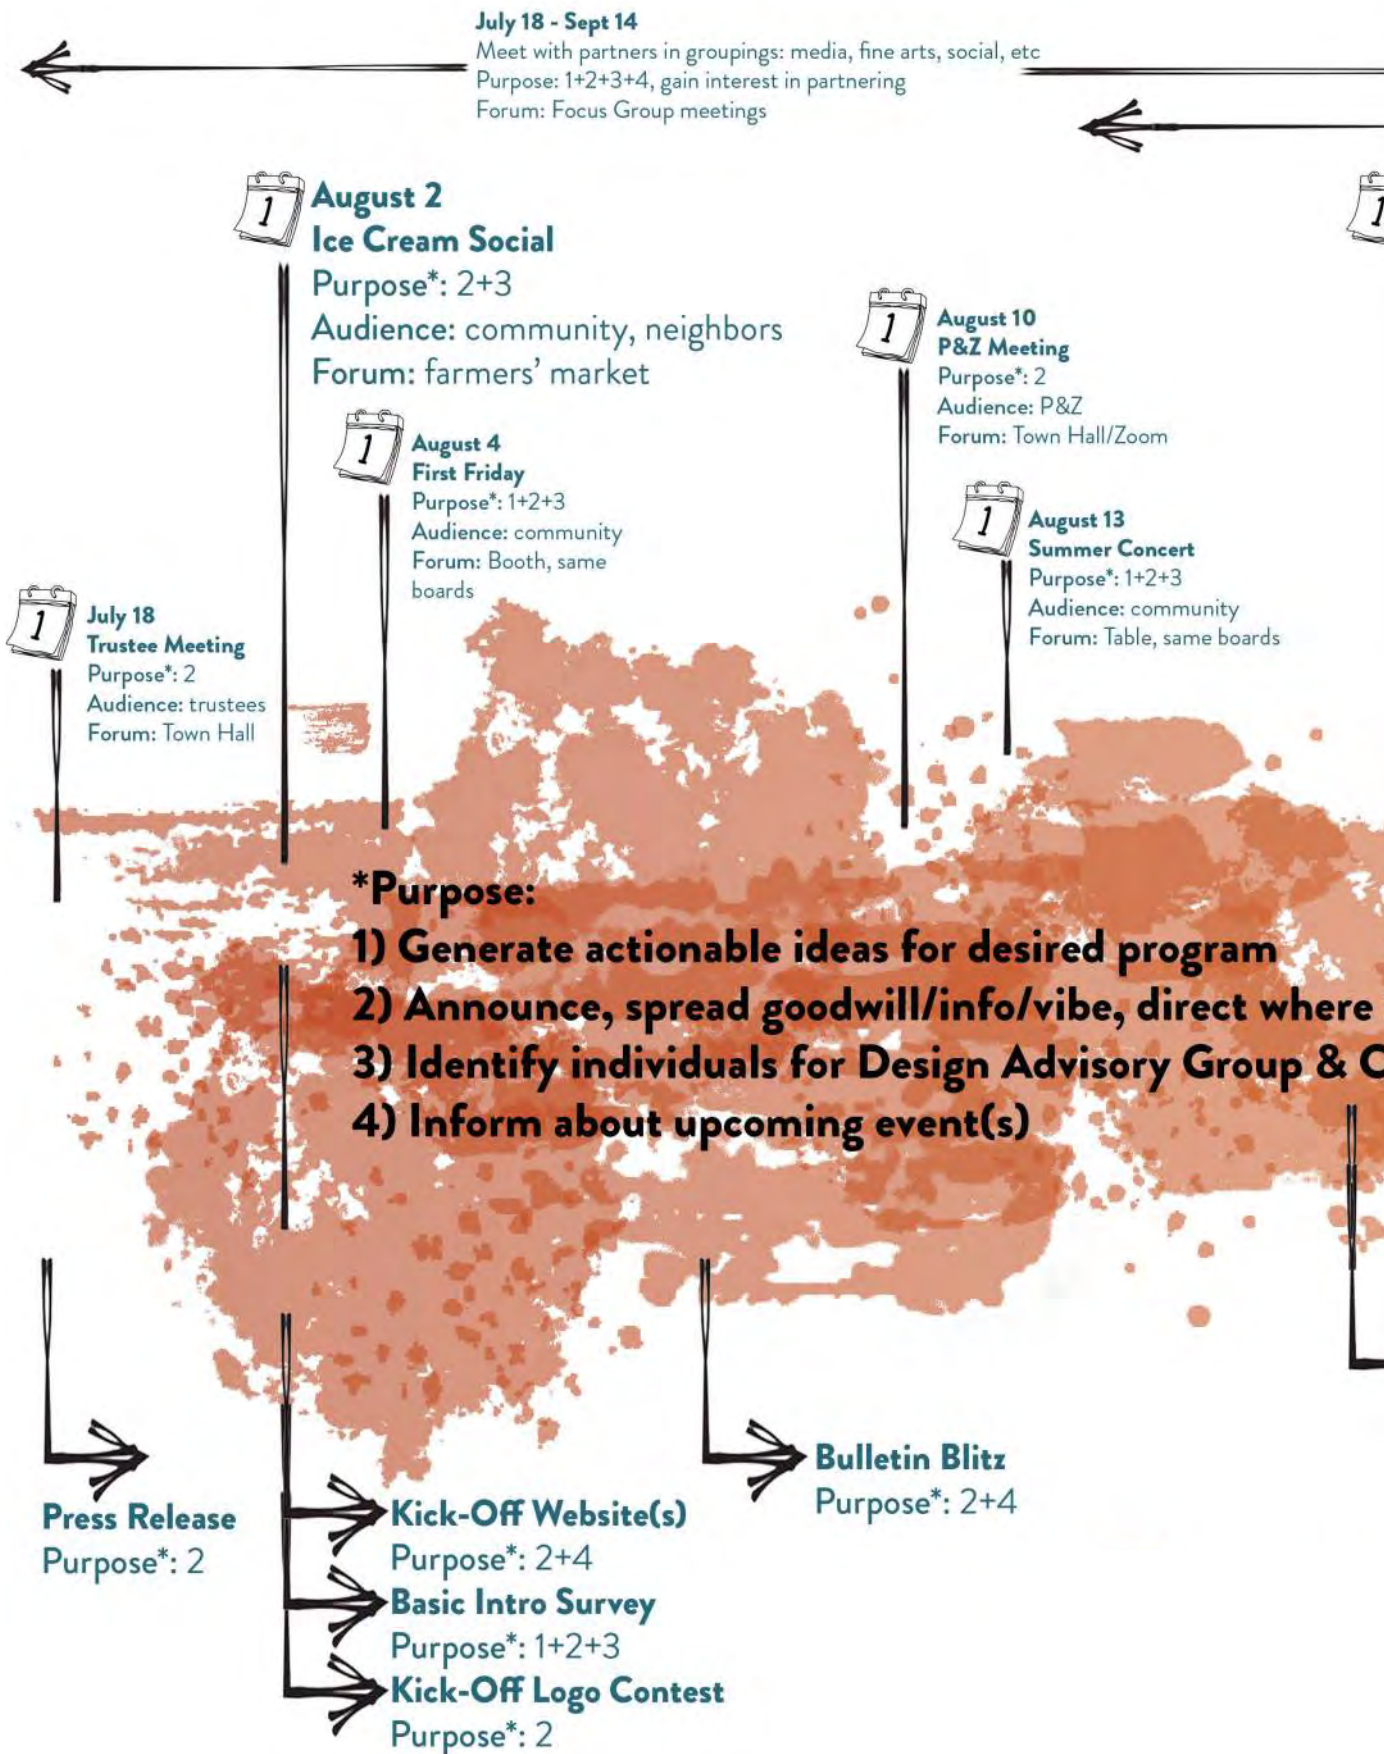 July 18 - Sept 14
Meet with partners in groupings: media, fine arts, social, etc
Purpose: 1+2+3+4, gain interest in partnering
Forum: Focus Group meetings
1
August 2
Ice Cream Social
Purpose*: 2+3
Audience: community, neighbors
Forum: farmers' market
1
August 4
First Friday
Purpose*: 1+2+3
Audience: community
Forum: Booth, same
boards
1
July 18
Trustee Meeting
Purpose*: 2
Audience: trustees
Forum: Town Hall
1
August 10
P&Z Meeting
Purpose*: 2
Audience: P&Z
Forum: Town Hall/Zoom
1
August 13
Summer Concert
Purpose*: 1+2+3
Audience: community
Forum: Table, same boards
1
*Purpose:
1) Generate actionable ideas for desired program
2) Announce, spread goodwill/info/vibe, direct where
3) Identify individuals for Design Advisory Group &
4) Inform about upcoming event(s)
Press Release
Purpose*: 2
Kick-Off Website(s)
Purpose*: 2+4
Basic Intro Survey
Purpose*: 1+2+3
Kick-Off Logo Contest
Purpose*: 2
Bulletin Blitz
Purpose*: 2+4